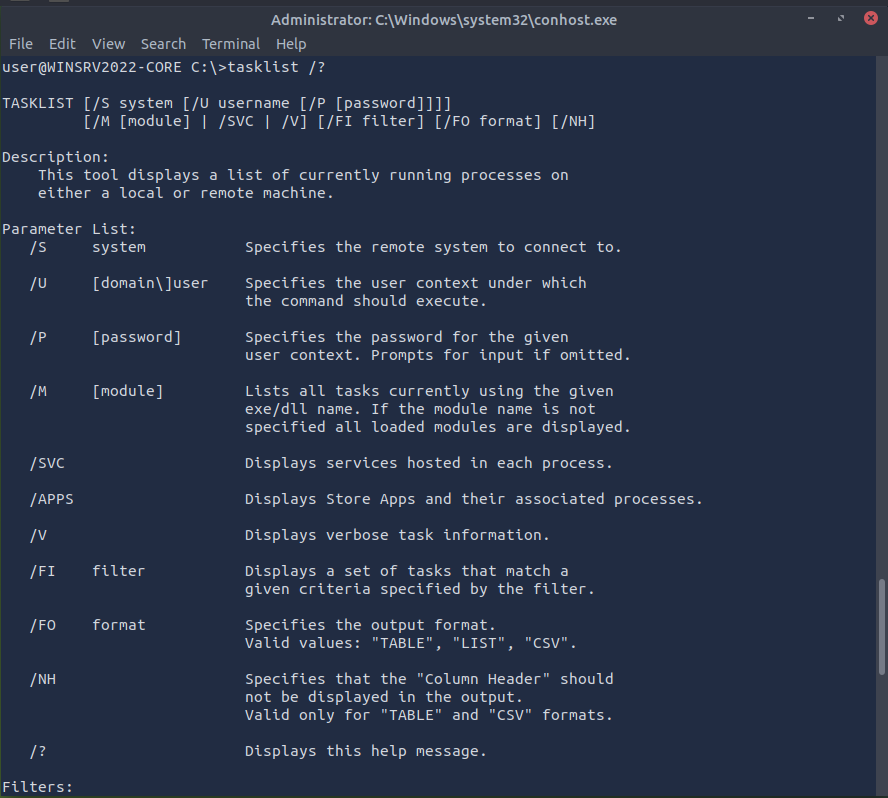 Administrator: C:\Windows\system32\conhost.exe
File Edit View Search Terminal Help
user@WINSRV2022-CORE C:\>tasklist /?
TASKLIST [/S system [/U username [/P [password]]]]
         [/M [module] | /SVC | /V] [/FI filter] [/FO format] [/NH]
Description:
    This tool displays a list of currently running processes on
    either a local or remote machine.
Parameter List:
   /S     system           Specifies the remote system to connect to.
   /U     [domain\]user    Specifies the user context under which
                           the command should execute.
   /P     [password]       Specifies the password for the given
                           user context. Prompts for input if omitted.
   /M     [module]         Lists all tasks currently using the given
                           exe/dll name. If the module name is not
                           specified all loaded modules are displayed.
   /SVC                    Displays services hosted in each process.
   /APPS                   Displays Store Apps and their associated processes.
   /V                      Displays verbose task information.
   /FI    filter           Displays a set of tasks that match a
                           given criteria specified by the filter.
   /FO    format           Specifies the output format.
                           Valid values: "TABLE", "LIST", "CSV".
   /NH                     Specifies that the "Column Header" should
                           not be displayed in the output.
                           Valid only for "TABLE" and "CSV" formats.
   /?                      Displays this help message.
Filters: